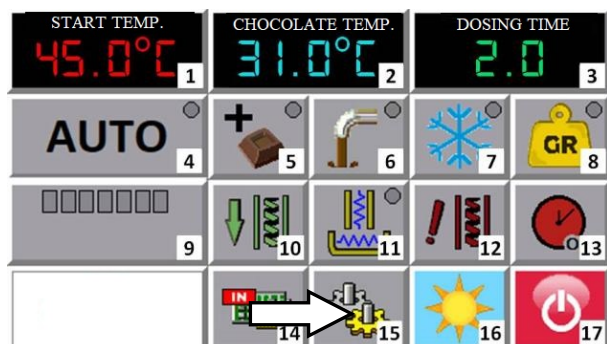 START TEMP.
CHOCOLATE TEMP.
DOSING TIME
45.0°C
1
31.0°C
2
2.0
3
AUTO
4
+
5
6
7
GR
8
9
10
11
!
12
13
IN
14
15
16
17